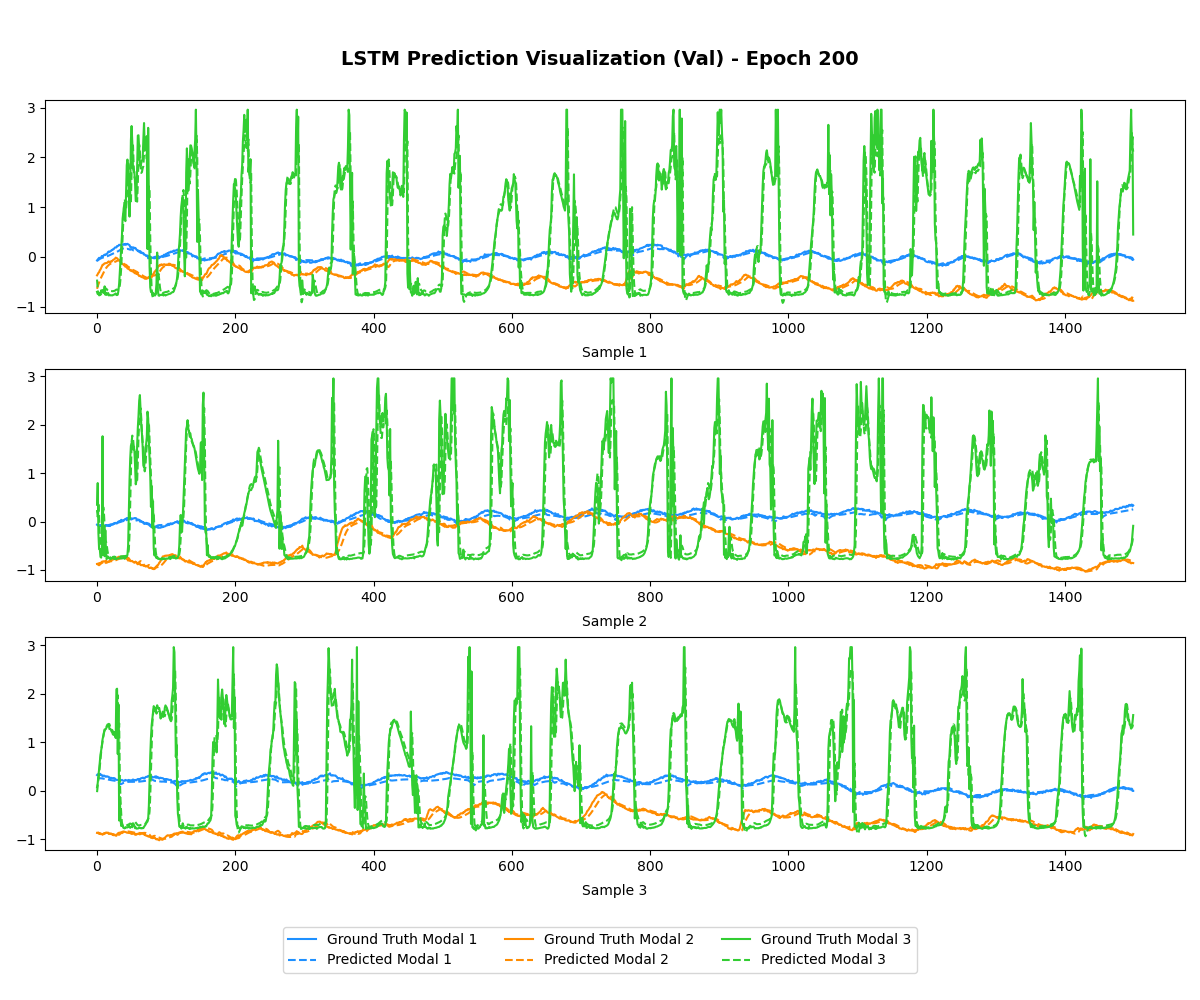 LSTM Prediction Visualization (Val) - Epoch 200
3
2
1
0
−1
0 200 400 600 800 1000 1200 1400
Sample 1
3
2
1
0
−1
0 200 400 600 800 1000 1200 1400
Sample 2
3
2
1
0
−1
0 200 400 600 800 1000 1200 1400
Sample 3
Ground Truth Modal 1 Ground Truth Modal 2 Ground Truth Modal 3
Predicted Modal 1 Predicted Modal 2 Predicted Modal 3